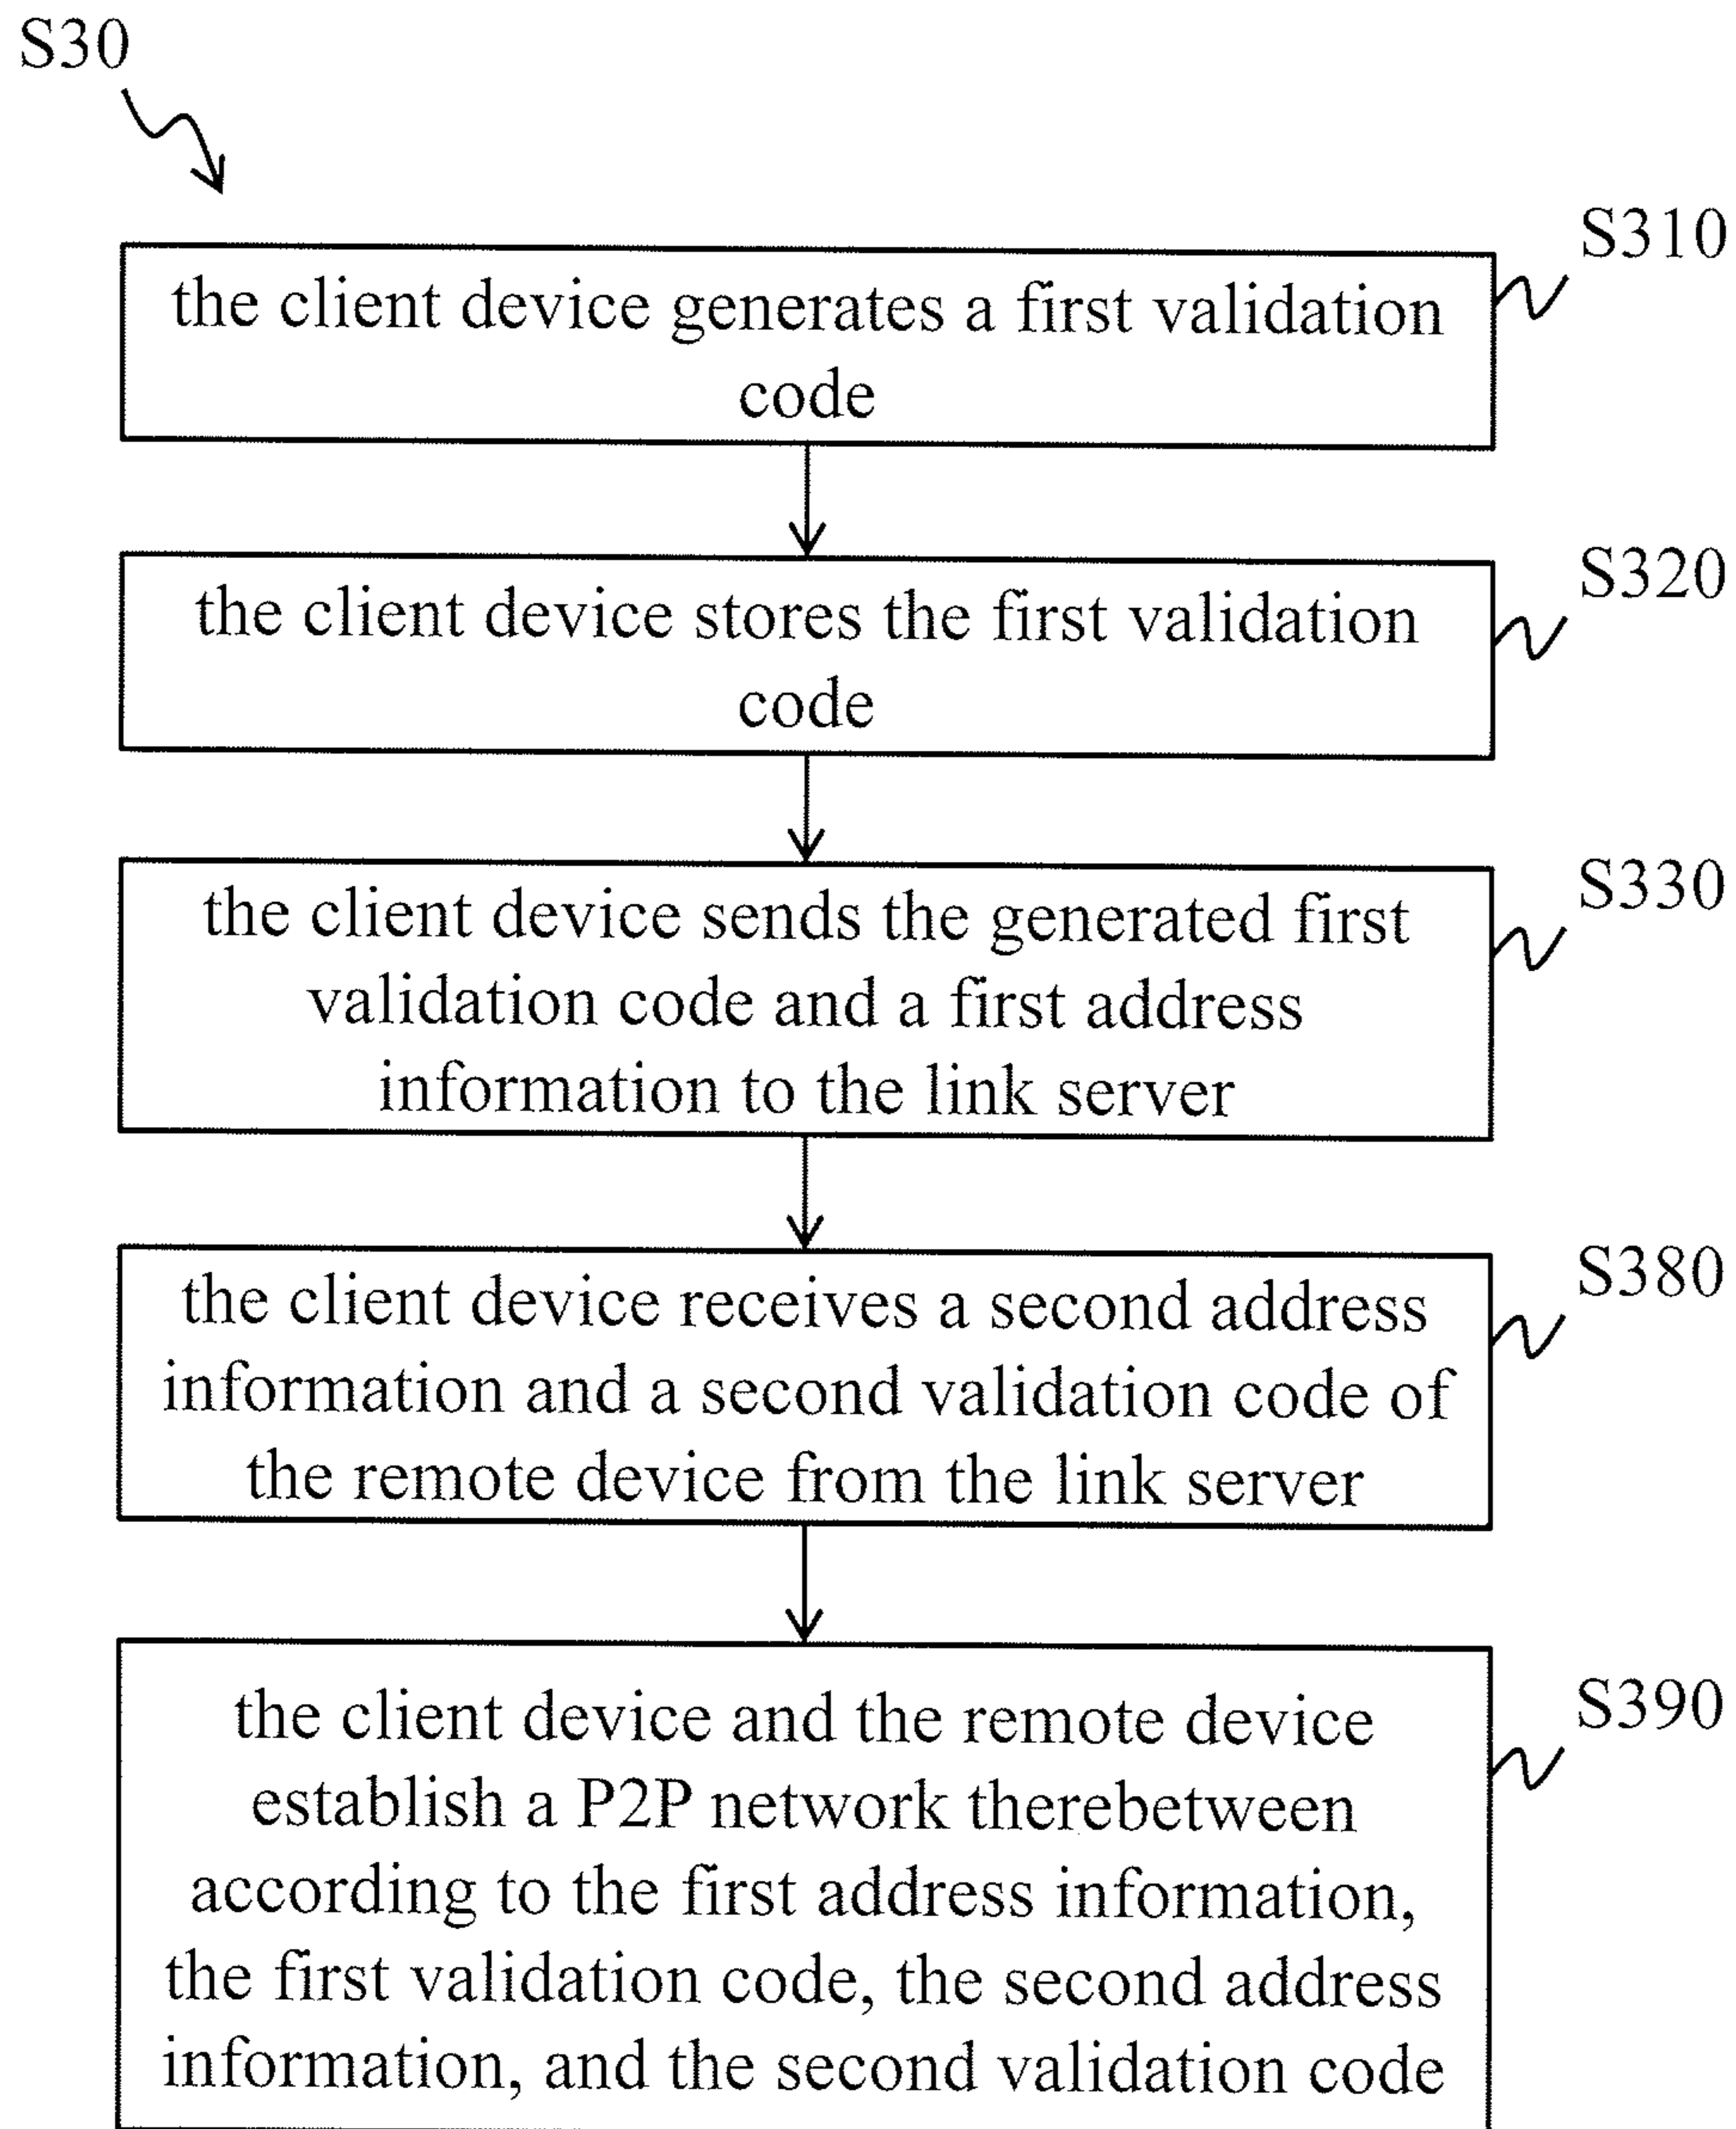 S30
S310
the client device generates a first validation
code
S320
the client device stores the first validation
code
S330
the client device sends the generated first
validation code and a first address
information to the link server
S380
the client device receives a second address
information and a second validation code of
the remote device from the link server
S390
the client device and the remote device
establish a P2P network therebetween
according to the first address information,
the first validation code, the second address
information, and the second validation code